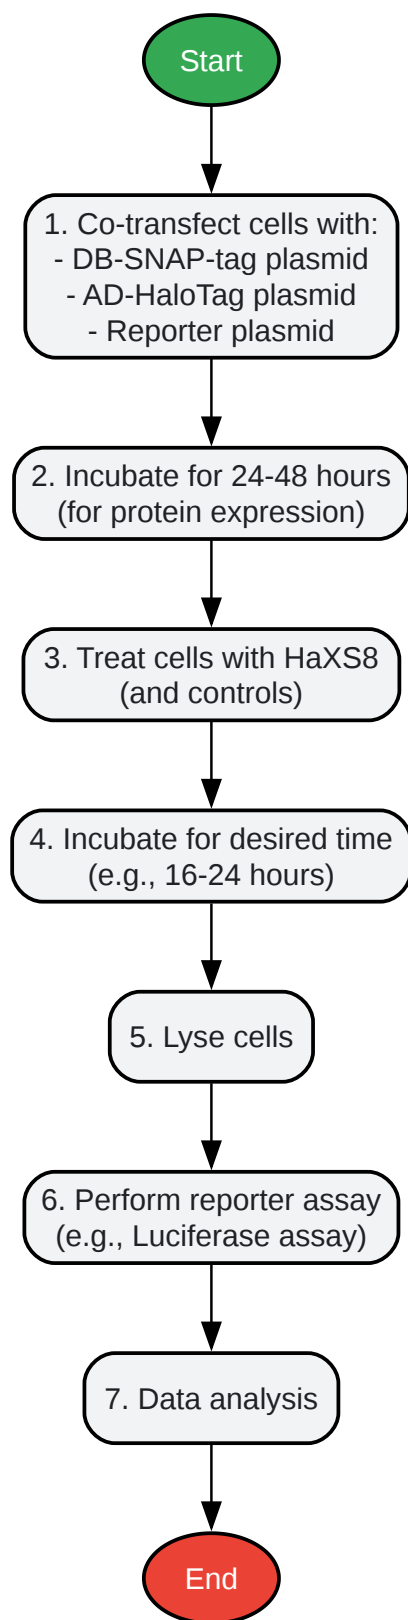 Start
1. Co-transfect cells with:
- DB-SNAP-tag plasmid
- AD-HaloTag plasmid
- Reporter plasmid
2. Incubate for 24-48 hours
(for protein expression)
3. Treat cells with HaXS8
(and controls)
4. Incubate for desired time
(e.g., 16-24 hours)
5. Lyse cells
6. Perform reporter assay
(e.g., Luciferase assay)
7. Data analysis
End